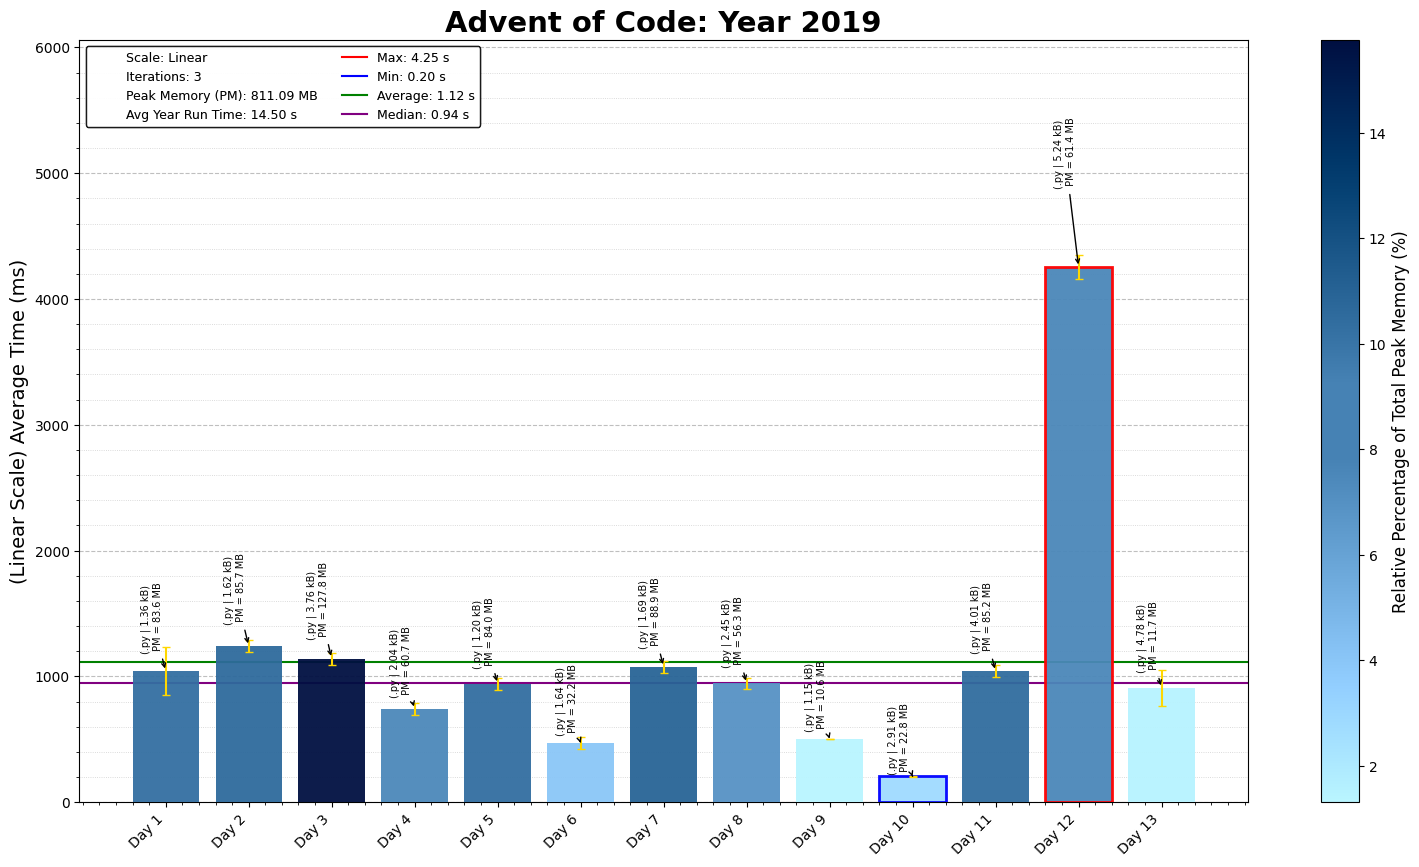 Advent of Code: Year 2019
(Linear Scale) Average Time (ms)
6000
5000
4000
3000
2000
1000
0
Scale: Linear
Iterations: 3
Peak Memory (PM): 811.09 MB
Avg Year Run Time: 14.50 s
Max: 4.25 s
Min: 0.20 s
Average: 1.12 s
Median: 0.94 s
(.py | 1.36 kB)
PM = 83.6 MB
(.py | 1.62 kB)
PM = 85.7 MB
(.py | 3.76 kB)
PM = 127.8 MB
(.py | 2.04 kB)
PM = 60.7 MB
(.py | 1.20 kB)
PM = 84.0 MB
(.py | 1.64 kB)
PM = 32.2 MB
(.py | 1.69 kB)
PM = 88.9 MB
(.py | 2.45 kB)
PM = 56.3 MB
(.py | 1.15 kB)
PM = 10.6 MB
(.py | 2.91 kB)
PM = 22.8 MB
(.py | 4.01 kB)
PM = 85.2 MB
(.py | 5.24 kB)
PM = 61.4 MB
(.py | 4.78 kB)
PM = 11.7 MB
Day 1
Day 2
Day 3
Day 4
Day 5
Day 6
Day 7
Day 8
Day 9
Day 10
Day 11
Day 12
Day 13
14
12
10
8
6
4
2
Relative Percentage of Total Peak Memory (%)